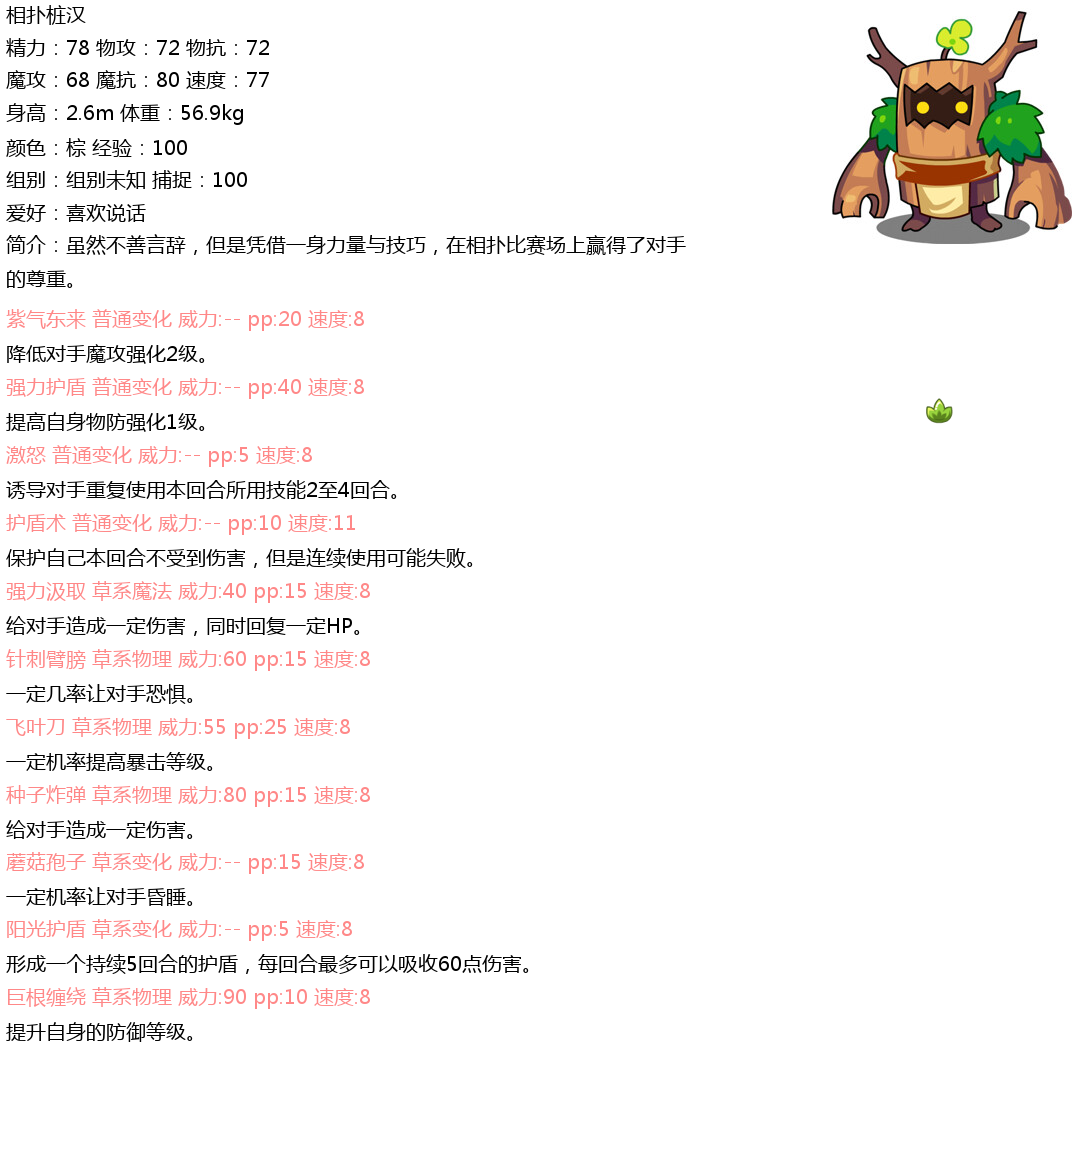 相扑桩汉
精力：78 物攻：72 物抗：72
魔攻：68 魔抗：80 速度：77
身高：2.6m 体重：56.9kg
颜色：棕 经验：100
组别：组别未知 捕捉：100
爱好：喜欢说话
简介：虽然不善言辞，但是凭借一身力量与技巧，在相扑比赛场上赢得了对手
的尊重。
紫气东来 普通变化 威力:-- pp:20 速度:8
降低对手魔攻强化2级。
强力护盾 普通变化 威力:-- pp:40 速度:8
提高自身物防强化1级。
激怒 普通变化 威力:-- pp:5 速度:8
诱导对手重复使用本回合所用技能2至4回合。
护盾术 普通变化 威力:-- pp:10 速度:11
保护自己本回合不受到伤害，但是连续使用可能失败。
强力汲取 草系魔法 威力:40 pp:15 速度:8
给对手造成一定伤害，同时回复一定HP。
针刺臂膀 草系物理 威力:60 pp:15 速度:8
一定几率让对手恐惧。
飞叶刀 草系物理 威力:55 pp:25 速度:8
一定机率提高暴击等级。
种子炸弹 草系物理 威力:80 pp:15 速度:8
给对手造成一定伤害。
蘑菇孢子 草系变化 威力:-- pp:15 速度:8
一定机率让对手昏睡。
阳光护盾 草系变化 威力:-- pp:5 速度:8
形成一个持续5回合的护盾，每回合最多可以吸收60点伤害。
巨根缠绕 草系物理 威力:90 pp:10 速度:8
提升自身的防御等级。